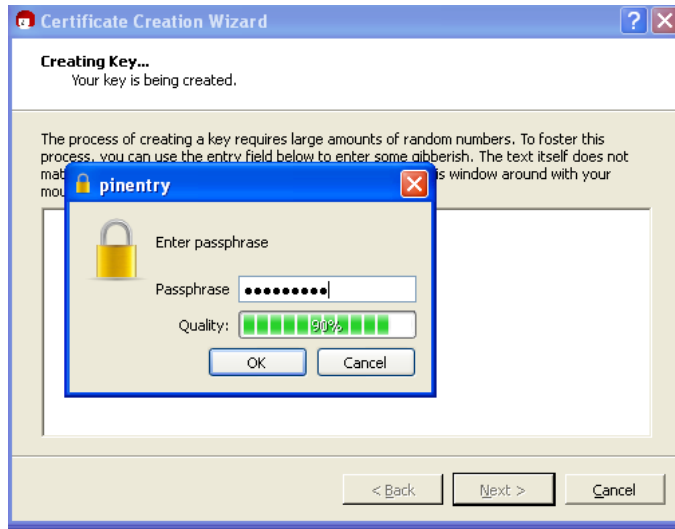 Certificate Creation Wizard
Creating Key...
Your key is being created.
The process of creating a key requires large amounts of random numbers. To foster this
process, you can use the entry field below to enter some gibberish. The text itself does not
mat is window around with your
mou
pinentry
Enter passphrase
Passphrase ●●●●●●●●●
Quality: 90%
OK Cancel
< Back Next > Cancel